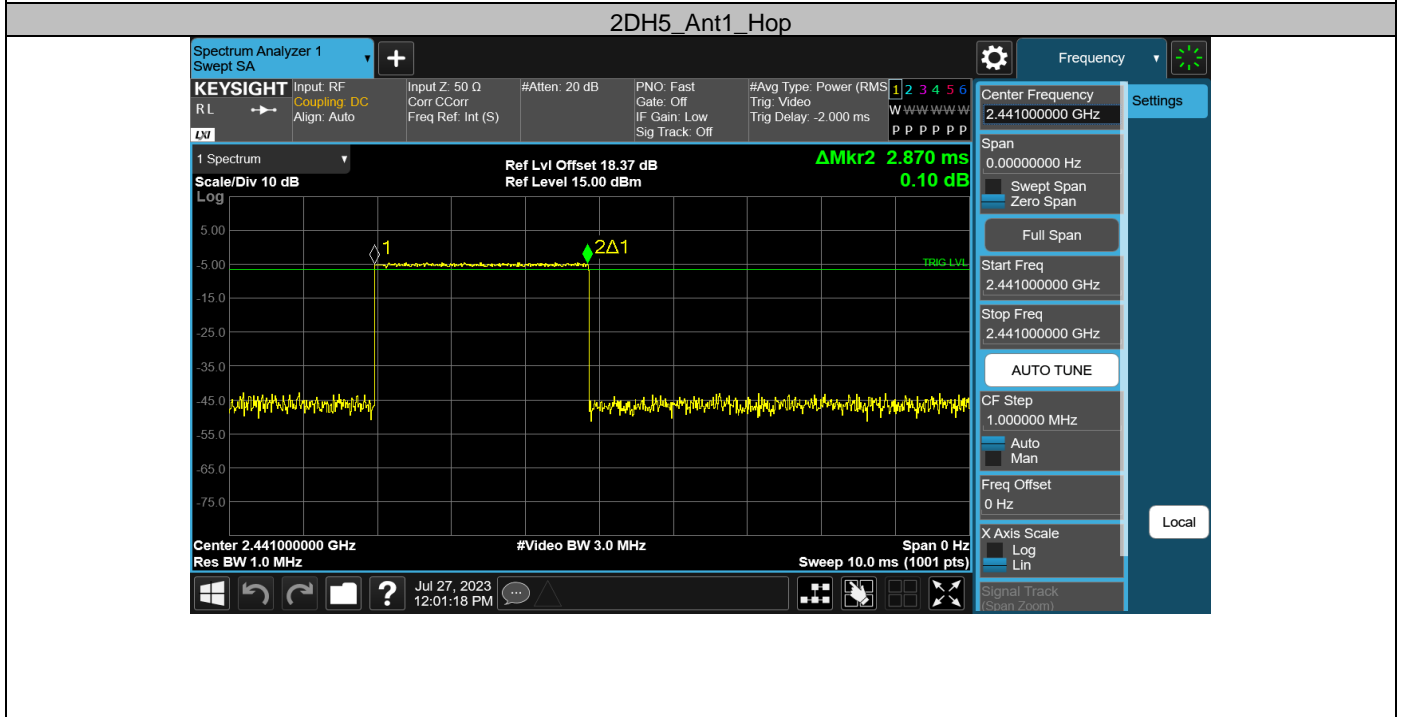 2DH5_Ant1_Hop
Spectrum Analyzer 1
Swept SA
Frequency
KEYSIGHT
RL
LXI
Input: RF
Coupling: DC
Align: Auto
Input Z: 50 Ω
Corr CCorr
Freq Ref: Int (S)
#Atten: 20 dB
PNO: Fast
Gate: Off
IF Gain: Low
Sig Track: Off
#Avg Type: Power (RMS
Trig: Video
Trig Delay: -2.000 ms
1 2 3 4 5 6
W W W W W W
P P P P P P
1 Spectrum
Scale/Div 10 dB
Ref Lvl Offset 18.37 dB
Ref Level 15.00 dBm
ΔMkr2 2.870 ms
0.10 dB
Log
5.00
-5.00
-15.0
-25.0
-35.0
-45.0
-55.0
-65.0
-75.0
1
2Δ1
TRIG LVL
Center 2.441000000 GHz
Res BW 1.0 MHz
#Video BW 3.0 MHz
Span 0 Hz
Sweep 10.0 ms (1001 pts)
Center Frequency
2.441000000 GHz
Settings
Span
0.00000000 Hz
Swept Span
Zero Span
Full Span
Start Freq
2.441000000 GHz
Stop Freq
2.441000000 GHz
AUTO TUNE
CF Step
1.000000 MHz
Auto
Man
Freq Offset
0 Hz
X Axis Scale
Log
Lin
Signal Track
(Span Zoom)
Local
?
Jul 27, 2023
12:01:18 PM